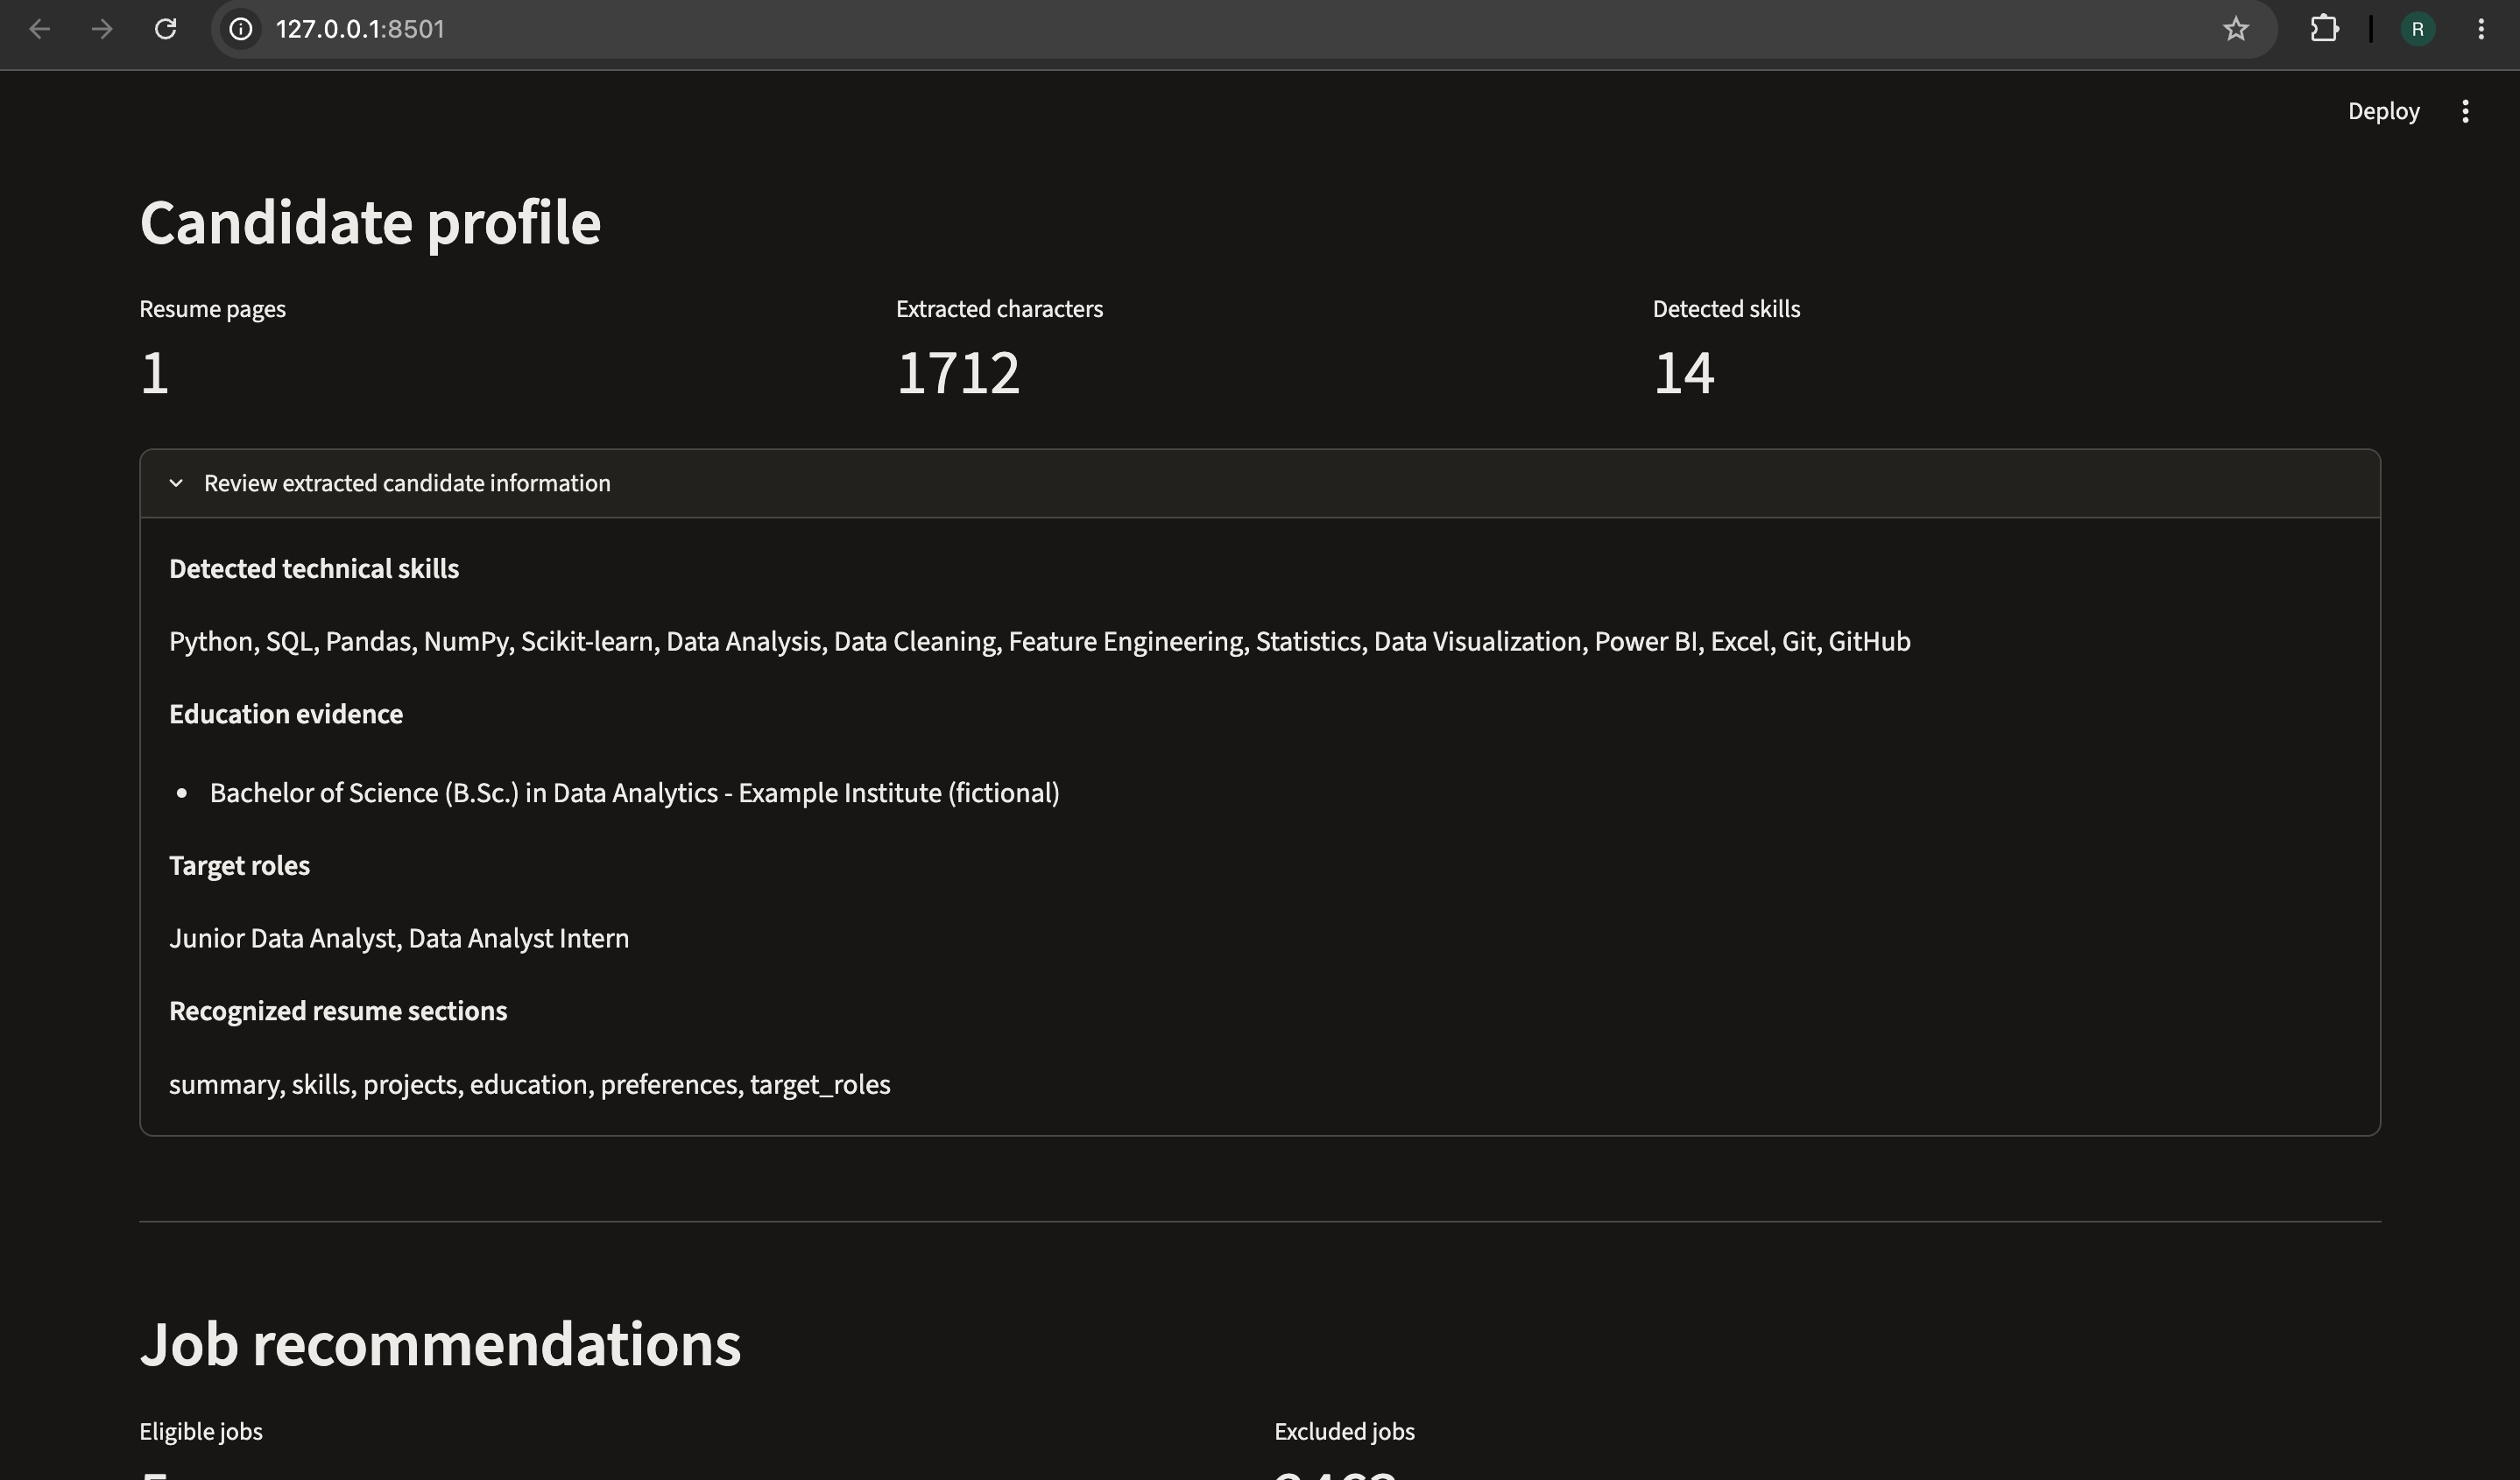 127.0.0.1:8501
R
Deploy
Candidate profile
Resume pages
Extracted characters
Detected skills
1
1712
14
Review extracted candidate information
Detected technical skills
Python, SQL, Pandas, NumPy, Scikit-learn, Data Analysis, Data Cleaning, Feature Engineering, Statistics, Data Visualization, Power BI, Excel, Git, GitHub
Education evidence
• Bachelor of Science (B.Sc.) in Data Analytics - Example Institute (fictional)
Target roles
Junior Data Analyst, Data Analyst Intern
Recognized resume sections
summary, skills, projects, education, preferences, target_roles
Job recommendations
Eligible jobs
Excluded jobs